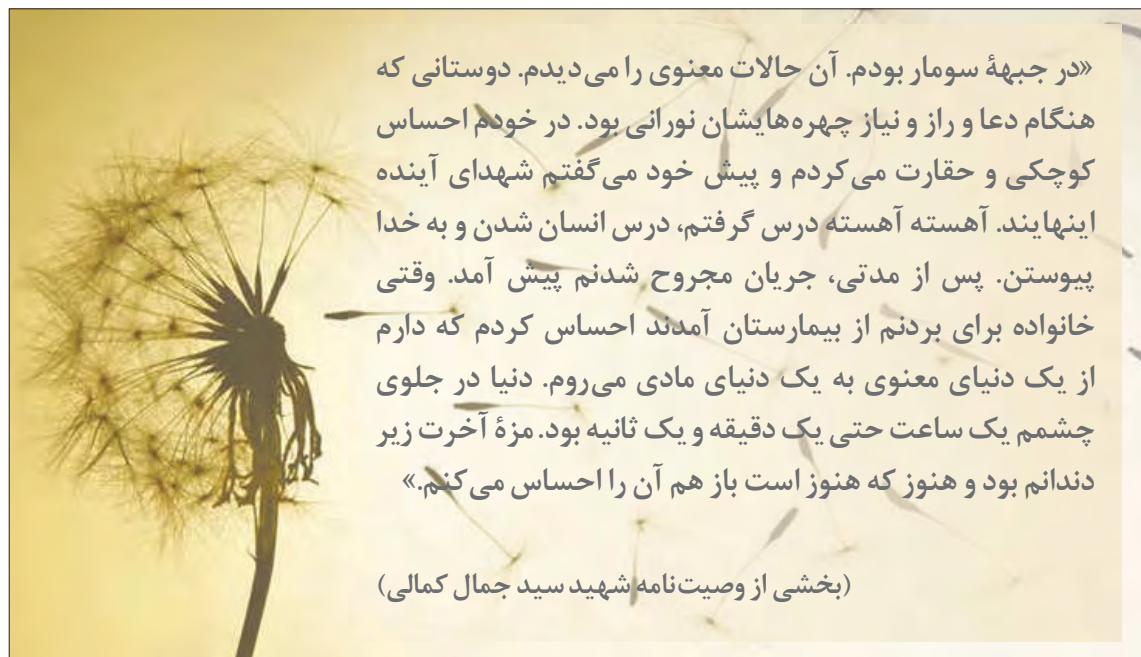 «در جبههٔ سومار بودم. آن حالات معنوی را می‌دیدم. دوستانی که
هنگام دعا و راز و نیاز چهره‌هایشان نورانی بود. در خودم احساس
کوچکی و حقارت می‌کردم و پیش خود می‌گفتم شهدای آینده
اینهایند. آهسته آهسته درس گرفتم، درس انسان شدن و به خدا
پیوستن. پس از مدتی، جریان مجروح شدنم پیش آمد. وقتی
خانواده برای بردنم از بیمارستان آمدند احساس کردم که دارم
از یک دنیای معنوی به یک دنیای مادی می‌روم. دنیا در جلوی
چشمم یک ساعت حتی یک دقیقه و یک ثانیه بود. مزهٔ آخرت زیر
دندانم بود و هنوز که هنوز است باز هم آن را احساس می‌کنم.»
(بخشی از وصیت‌نامه شهید سید جمال کمالی)